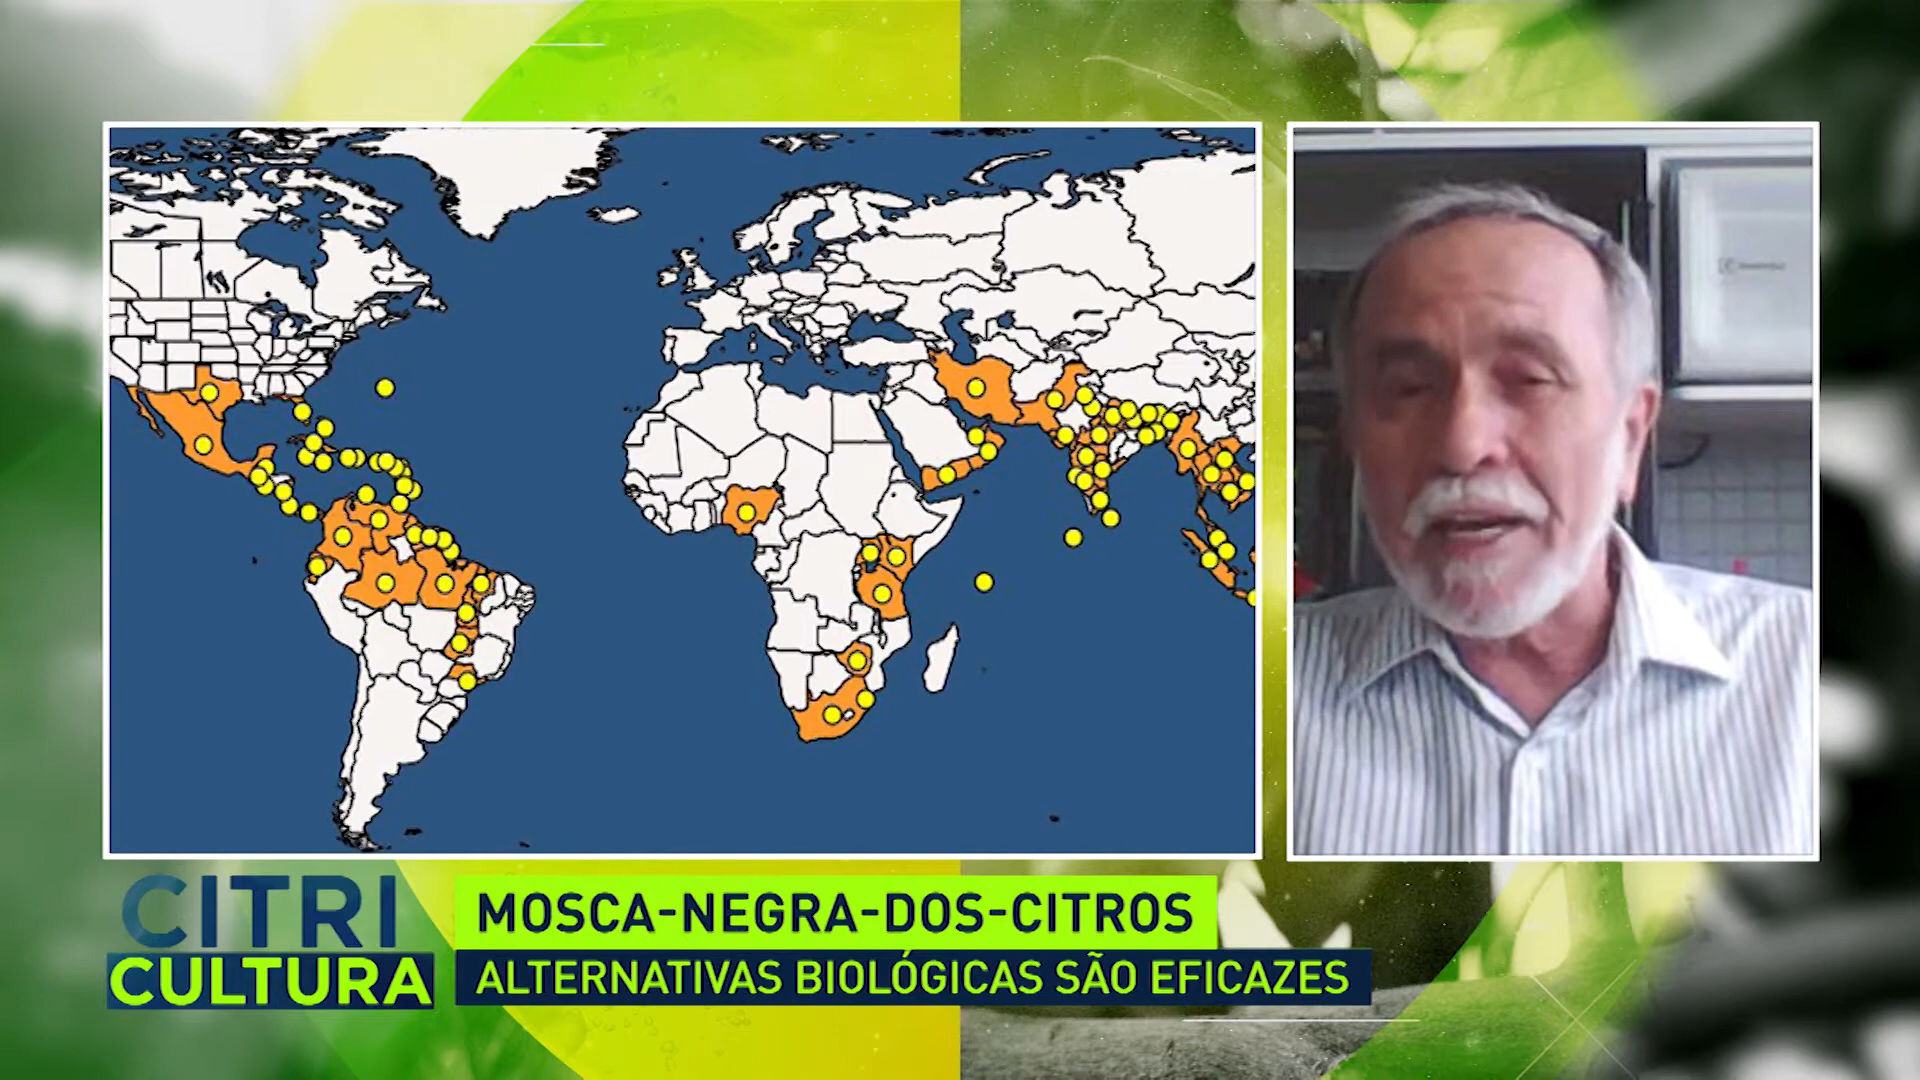 CITRI
CULTURA
MOSCA-NEGRA-DOS-CITROS
ALTERNATIVAS BIOLÓGICAS SÃO EFICAZES